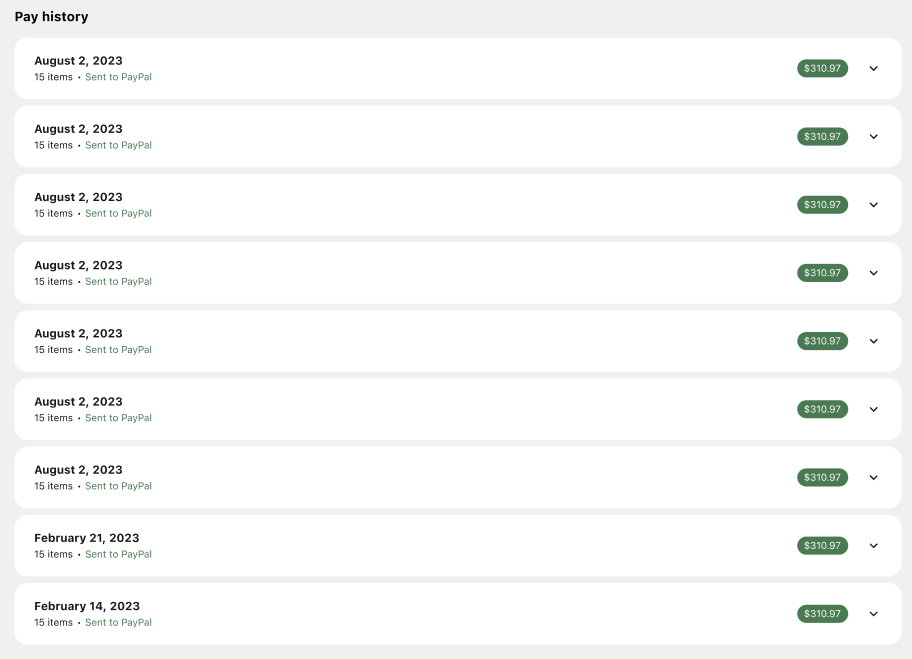 Pay history
August 2, 2023
15 items • Sent to PayPal
$310.97
August 2, 2023
15 items • Sent to PayPal
$310.97
August 2, 2023
15 items • Sent to PayPal
$310.97
August 2, 2023
15 items • Sent to PayPal
$310.97
August 2, 2023
15 items • Sent to PayPal
$310.97
August 2, 2023
15 items • Sent to PayPal
$310.97
August 2, 2023
15 items • Sent to PayPal
$310.97
February 21, 2023
15 items • Sent to PayPal
$310.97
February 14, 2023
15 items • Sent to PayPal
$310.97